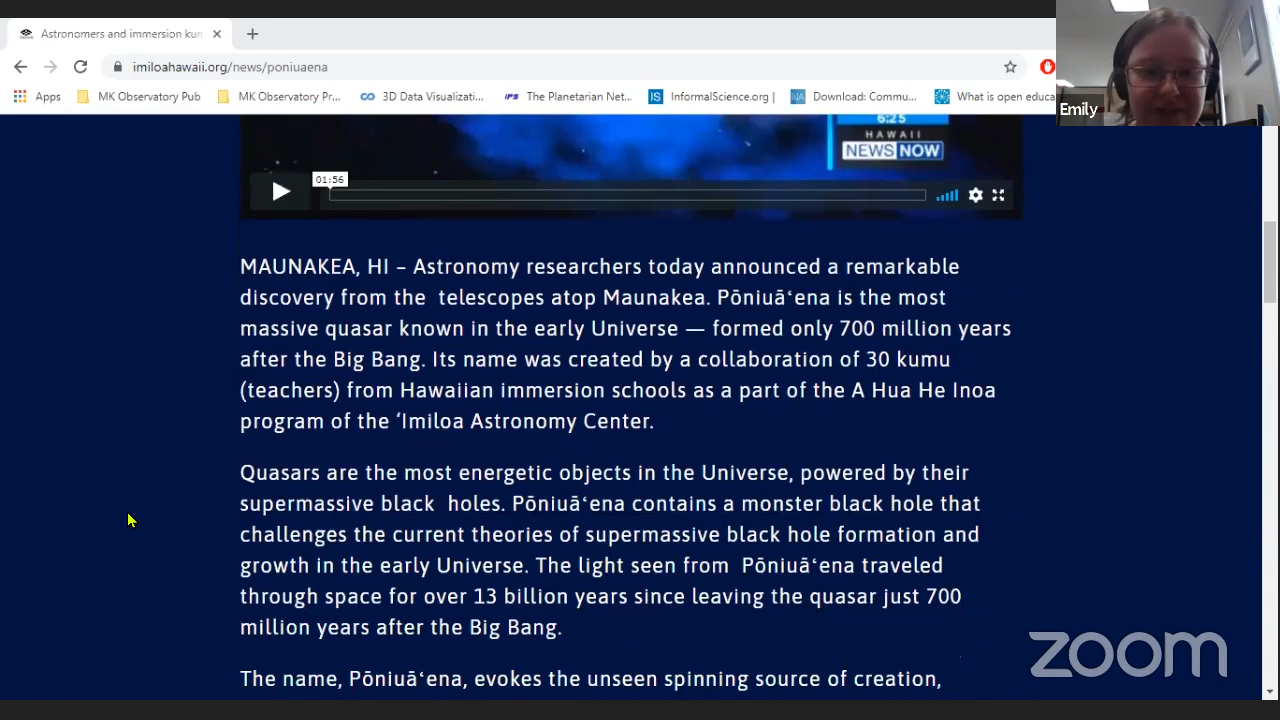 Astronomers and immersion kun
imiloahawaii.org/news/poniuaena
Apps MK Observatory Pub MK Observatory Pr... 3D Data Visualizati... IPS The Planetarian Net... IS InformalScience.org | NA Download: Commu... What is open educa
Emily
6:25
HAWAII
NEWS NOW
01:56
MAUNAKEA, HI – Astronomy researchers today announced a remarkable
discovery from the telescopes atop Maunakea. Pōniuāʻena is the most
massive quasar known in the early Universe — formed only 700 million years
after the Big Bang. Its name was created by a collaboration of 30 kumu
(teachers) from Hawaiian immersion schools as a part of the A Hua He Inoa
program of the ‘Imiloa Astronomy Center.
Quasars are the most energetic objects in the Universe, powered by their
supermassive black holes. Pōniuāʻena contains a monster black hole that
challenges the current theories of supermassive black hole formation and
growth in the early Universe. The light seen from Pōniuāʻena traveled
through space for over 13 billion years since leaving the quasar just 700
million years after the Big Bang.
The name, Pōniuāʻena, evokes the unseen spinning source of creation,
zoom